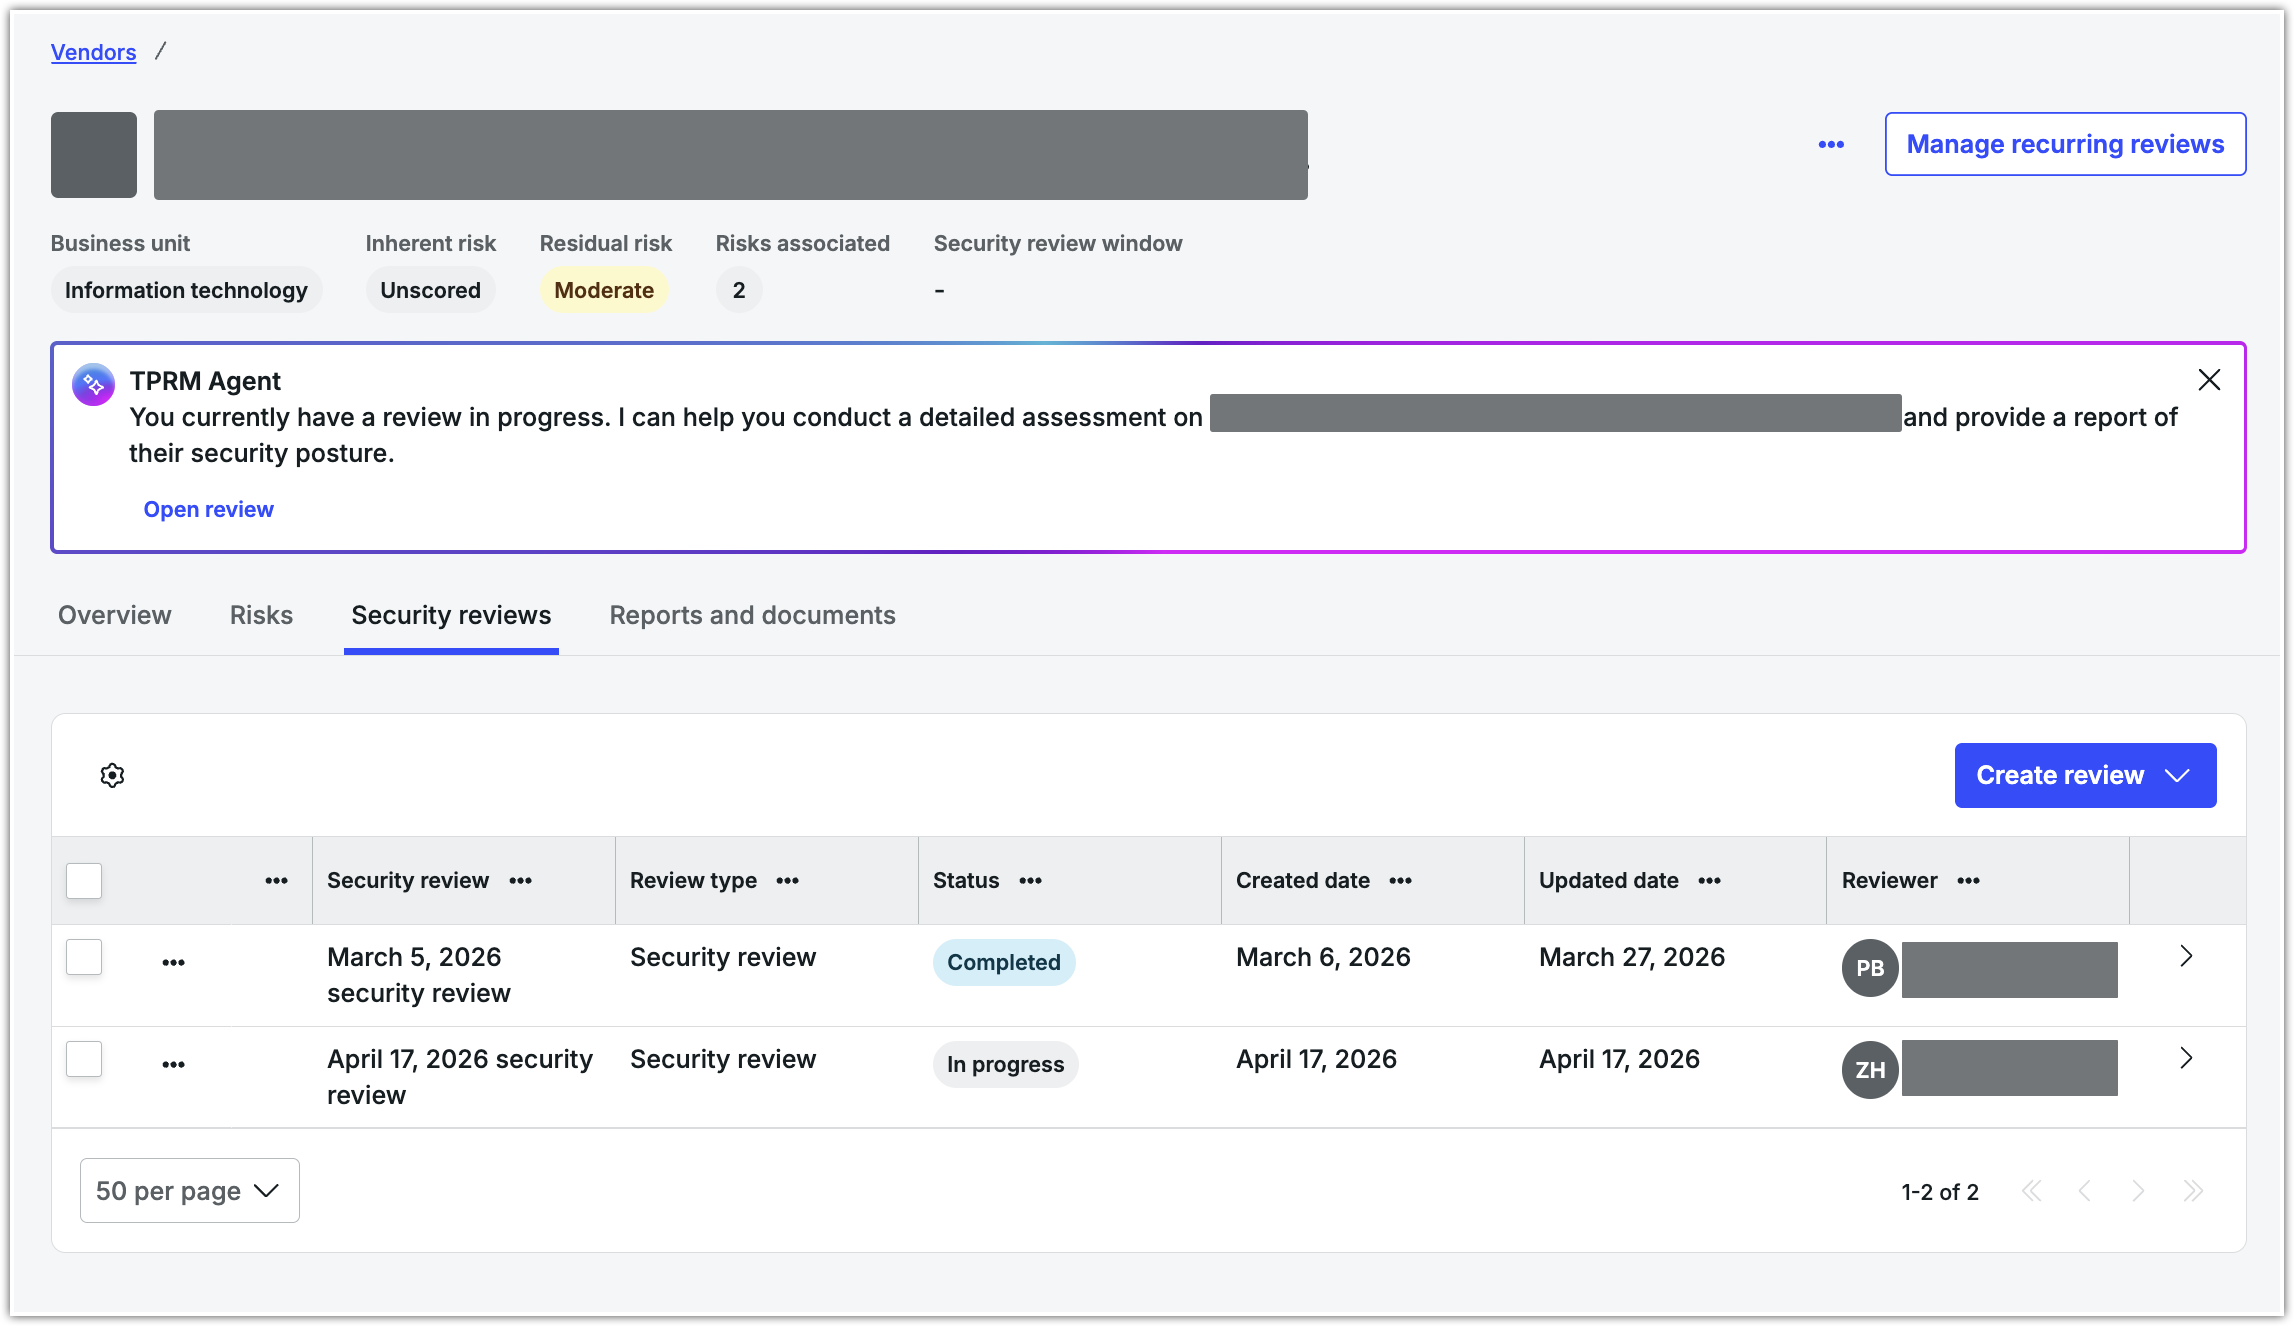 Vendors /
Manage recurring reviews
Business unit Inherent risk Residual risk Risks associated Security review window
Information technology Unscored Moderate 2 -
TPRM Agent
You currently have a review in progress. I can help you conduct a detailed assessment on and provide a report of
their security posture.
Open review
Overview Risks Security reviews Reports and documents
Create review
Security review Review type Status Created date Updated date Reviewer
March 5, 2026 Security review Completed March 6, 2026 March 27, 2026 PB
security review
April 17, 2026 security Security review In progress April 17, 2026 April 17, 2026 ZH
review
50 per page 1-2 of 2